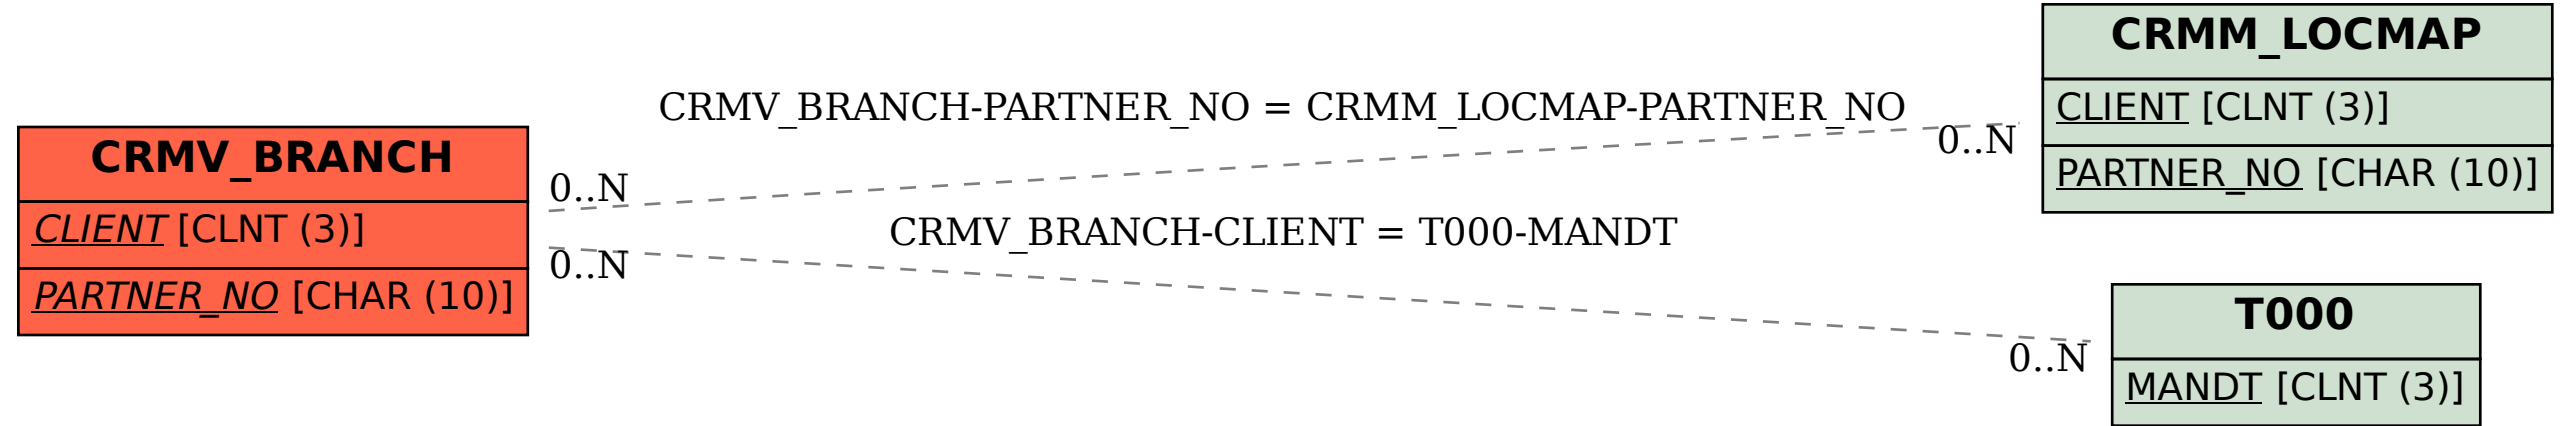 CRMV_BRANCH
CLIENT [CLNT (3)]
PARTNER_NO [CHAR (10)]
CRMV_BRANCH-PARTNER_NO = CRMM_LOCMAP-PARTNER_NO
0..N
0..N
CRMV_BRANCH-CLIENT = T000-MANDT
0..N
0..N
CRMM_LOCMAP
CLIENT [CLNT (3)]
PARTNER_NO [CHAR (10)]
T000
MANDT [CLNT (3)]